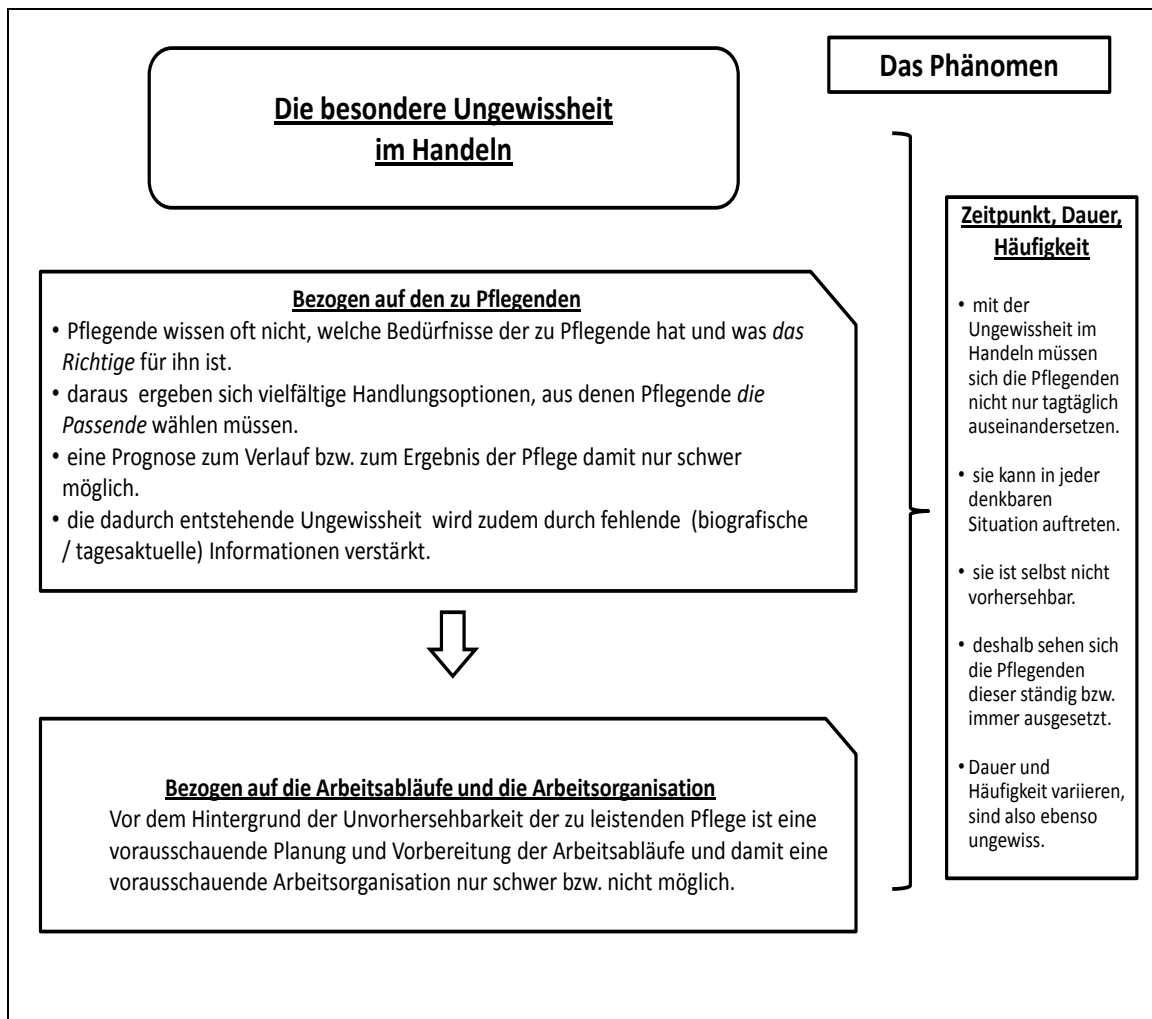 Das Phänomen
Die besondere Ungewissheit
im Handeln
Bezogen auf den zu Pflegenden
• Pflegende wissen oft nicht, welche Bedürfnisse der zu Pflegende hat und was das
Richtige für ihn ist.
• daraus ergeben sich vielfältige Handlungsoptionen, aus denen Pflegende die
Passende wählen müssen.
• eine Prognose zum Verlauf bzw. zum Ergebnis der Pflege damit nur schwer
möglich.
• die dadurch entstehende Ungewissheit wird zudem durch fehlende (biografische
/ tagesaktuelle) Informationen verstärkt.
Bezogen auf die Arbeitsabläufe und die Arbeitsorganisation
Vor dem Hintergrund der Unvorhersehbarkeit der zu leistenden Pflege ist eine
vorausschauende Planung und Vorbereitung der Arbeitsabläufe und damit eine
vorausschauende Arbeitsorganisation nur schwer bzw. nicht möglich.
Zeitpunkt, Dauer,
Häufigkeit
• mit der
Ungewissheit im
Handeln müssen
sich die Pflegenden
nicht nur tagtäglich
auseinandersetzen.
• sie kann in jeder
denkbaren
Situation auftreten.
• sie ist selbst nicht
vorhersehbar.
• deshalb sehen sich
die Pflegenden
dieser ständig bzw.
immer ausgesetzt.
• Dauer und
Häufigkeit variieren,
sind also ebenso
ungewiss.